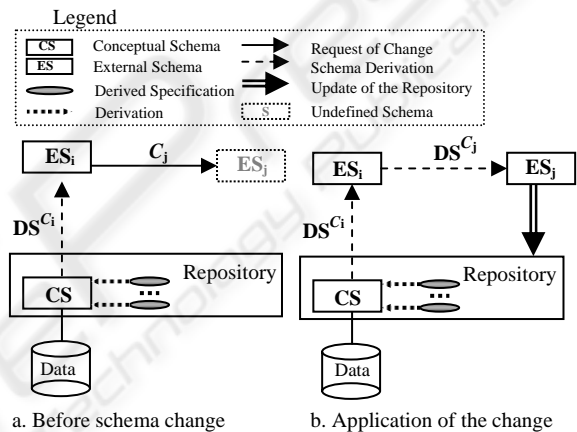 Legend
CS Conceptual Schema
ES External Schema
Derived Specification
Derivation
Request of Change
Schema Derivation
Update of the Repository
S Undefined Schema
ESi Cj ESj
DSCi
Repository
CS
Data
a. Before schema change
ESi DSCj ESj
DSCi
Repository
CS
Data
b. Application of the change